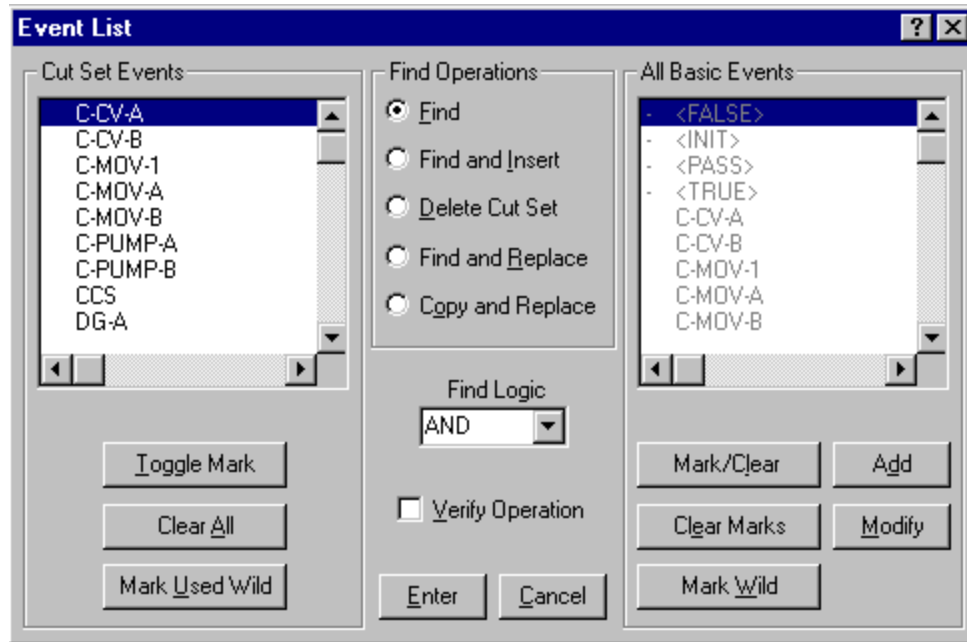 Event List
Cut Set Events
C-CV-A
C-CV-B
C-MOV-1
C-MOV-A
C-MOV-B
C-PUMP-A
C-PUMP-B
CCS
DG-A
Toggle Mark
Clear All
Mark Used Wild
Find Operations
Find
Find and Insert
Delete Cut Set
Find and Replace
Copy and Replace
Find Logic
AND
Verify Operation
Enter Cancel
All Basic Events
- <FALSE>
- <INIT>
- <PASS>
- <TRUE>
C-CV-A
C-CV-B
C-MOV-1
C-MOV-A
C-MOV-B
Mark/Clear Add
Clear Marks Modify
Mark Wild